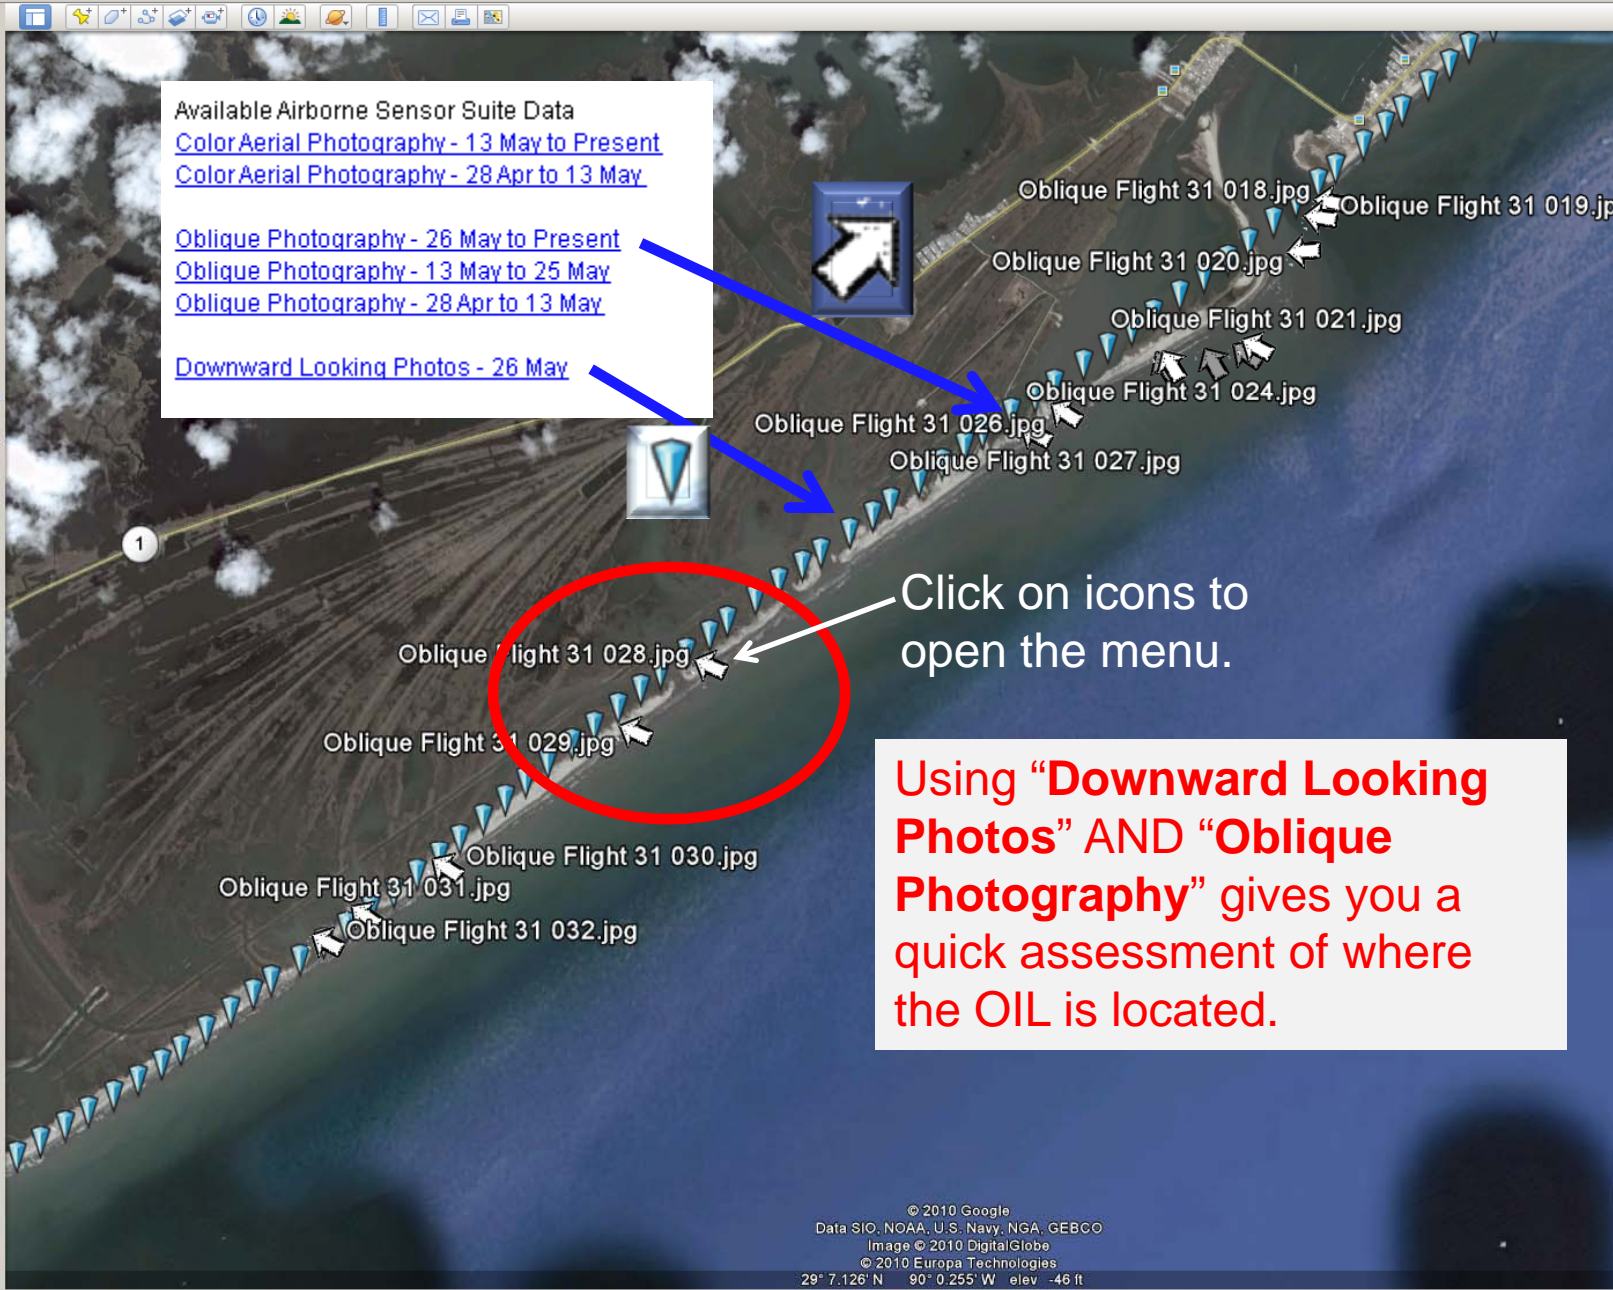 Available Airborne Sensor Suite Data
Color Aerial Photography - 13 May to Present
Color Aerial Photography - 28 Apr to 13 May
Oblique Photography - 26 May to Present
Oblique Photography - 13 May to 25 May
Oblique Photography - 28 Apr to 13 May
Downward Looking Photos - 26 May
Oblique Flight 31 018.jpg
Oblique Flight 31 019.jp
Oblique Flight 31 020.jpg
Oblique Flight 31 021.jpg
Oblique Flight 31 024.jpg
Oblique Flight 31 026.jpg
Oblique Flight 31 027.jpg
1
Click on icons to
open the menu.
Oblique Flight 31 028.jpg
Oblique Flight 31 029.jpg
Using “Downward Looking
Photos” AND “Oblique
Photography” gives you a
quick assessment of where
the OIL is located.
Oblique Flight 31 030.jpg
Oblique Flight 31 031.jpg
Oblique Flight 31 032.jpg
© 2010 Google
Data SIO, NOAA, U.S. Navy, NGA, GEBCO
Image © 2010 DigitalGlobe
© 2010 Europa Technologies
29° 7.126' N 90° 0.255' W elev -46 ft